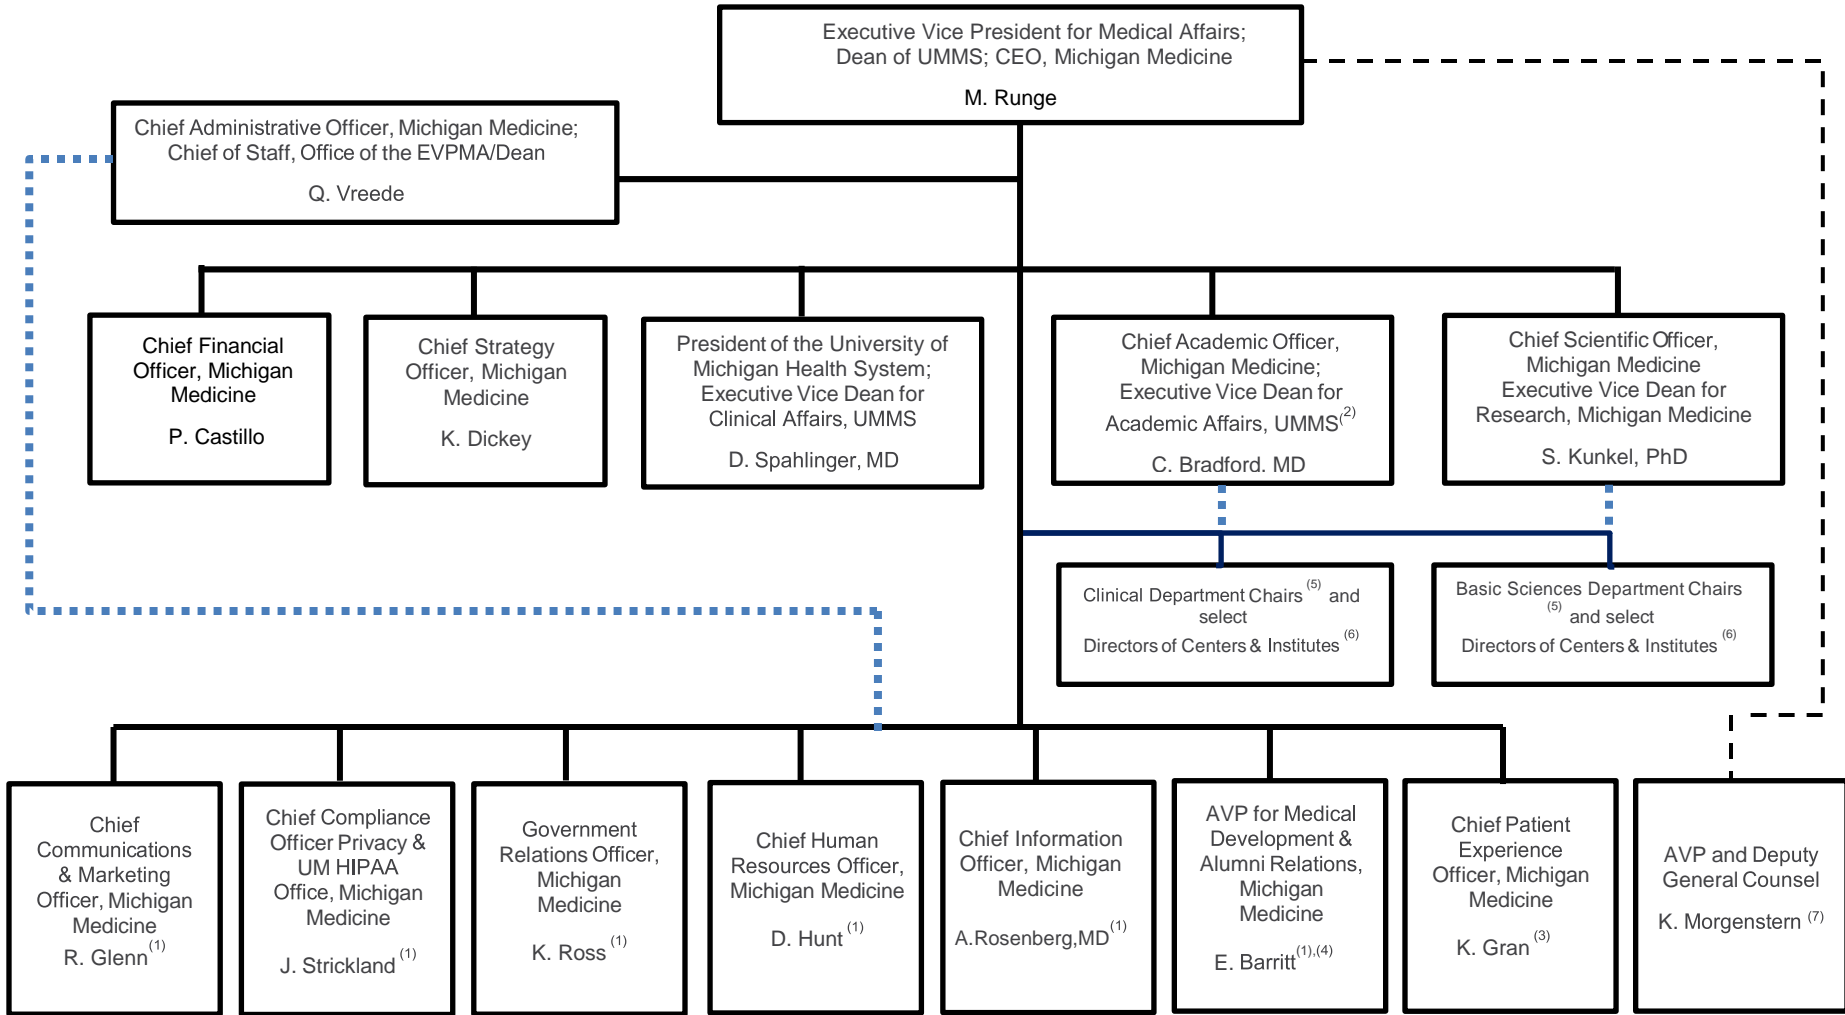 Executive Vice President for Medical Affairs;
Dean of UMMS; CEO, Michigan Medicine
M. Runge
Chief Administrative Officer, Michigan Medicine;
Chief of Staff, Office of the EVPMA/Dean
Q. Vreede
Chief Financial
Officer, Michigan
Medicine
P. Castillo
Chief Strategy
Officer, Michigan
Medicine
K. Dickey
President of the University of
Michigan Health System;
Executive Vice Dean for
Clinical Affairs, UMMS
D. Spahlinger, MD
Chief Academic Officer,
Michigan Medicine;
Executive Vice Dean for
Academic Affairs, UMMS(2)
C. Bradford. MD
Chief Scientific Officer,
Michigan Medicine
Executive Vice Dean for
Research, Michigan Medicine
S. Kunkel, PhD
Clinical Department Chairs (5) and
select
Directors of Centers & Institutes (6)
Basic Sciences Department Chairs
(5) and select
Directors of Centers & Institutes (6)
Chief
Communications
& Marketing
Officer, Michigan
Medicine
R. Glenn(1)
Chief Compliance
Officer Privacy &
UM HIPAA
Office, Michigan
Medicine
J. Strickland (1)
Government
Relations Officer,
Michigan
Medicine
K. Ross (1)
Chief Human
Resources Officer,
Michigan Medicine
D. Hunt (1)
Chief Information
Officer, Michigan
Medicine
A.Rosenberg,MD(1)
AVP for Medical
Development &
Alumni Relations,
Michigan
Medicine
E. Barritt(1),(4)
Chief Patient
Experience
Officer, Michigan
Medicine
K. Gran (3)
AVP and Deputy
General Counsel
K. Morgenstern (7)